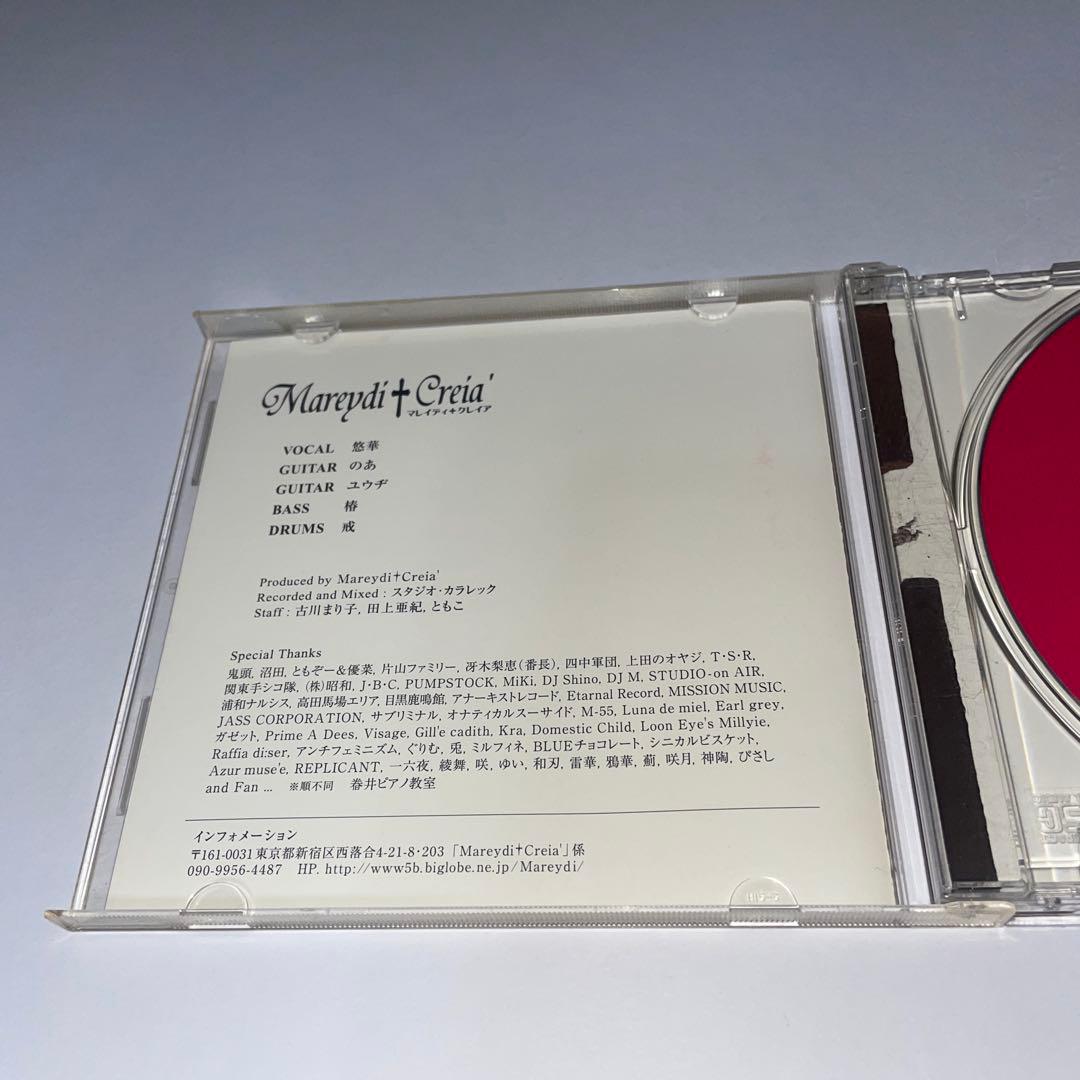 Mareydi†Creia'
マレイディ+クレイア
VOCAL 悠華
GUITAR のあ
GUITAR ユウヂ
BASS 椿
DRUMS 戒
Produced by Mareydi†Creia'
Recorded and Mixed : スタジオ・カラレック
Staff : 古川まり子, 田上亜紀, ともこ
Special Thanks
鬼頭, 沼田, ともぞー&優菜, 片山ファミリー, 冴木梨恵(番長), 四中軍団, 上田のオヤジ, T・S・R,
関東手シコ隊, (株)昭和, J・B・C, PUMPSTOCK, MiKi, DJ Shino, DJ M, STUDIO-on AIR,
浦和ナルシス, 高田馬場エリア, 目黒鹿鳴館, アナーキストレコード, Etarnal Record, MISSION MUSIC,
JASS CORPORATION, サブリミナル, オナティカルスーサイド, M-55, Luna de miel, Earl grey,
ガゼット, Prime A Dees, Visage, Gill'e cadith, Kra, Domestic Child, Loon Eye's Millyie,
Raffia di:ser, アンチフェミニズム, ぐりむ, 兎, ミルフィネ, BLUEチョコレート, シニカルビスケット,
Azur muse'e, REPLICANT, 一六夜, 綾舞, 咲, ゆい, 和刃, 雷華, 鴉華, 薊, 咲月, 神陶, びさし
and Fan ... ※順不同 巻井ピアノ教室
インフォメーション
〒161-0031 東京都新宿区西落合4-21-8・203 「Mareydi†Creia'」係
090-9956-4487 HP. http://www5b.biglobe.ne.jp/Mareydi/